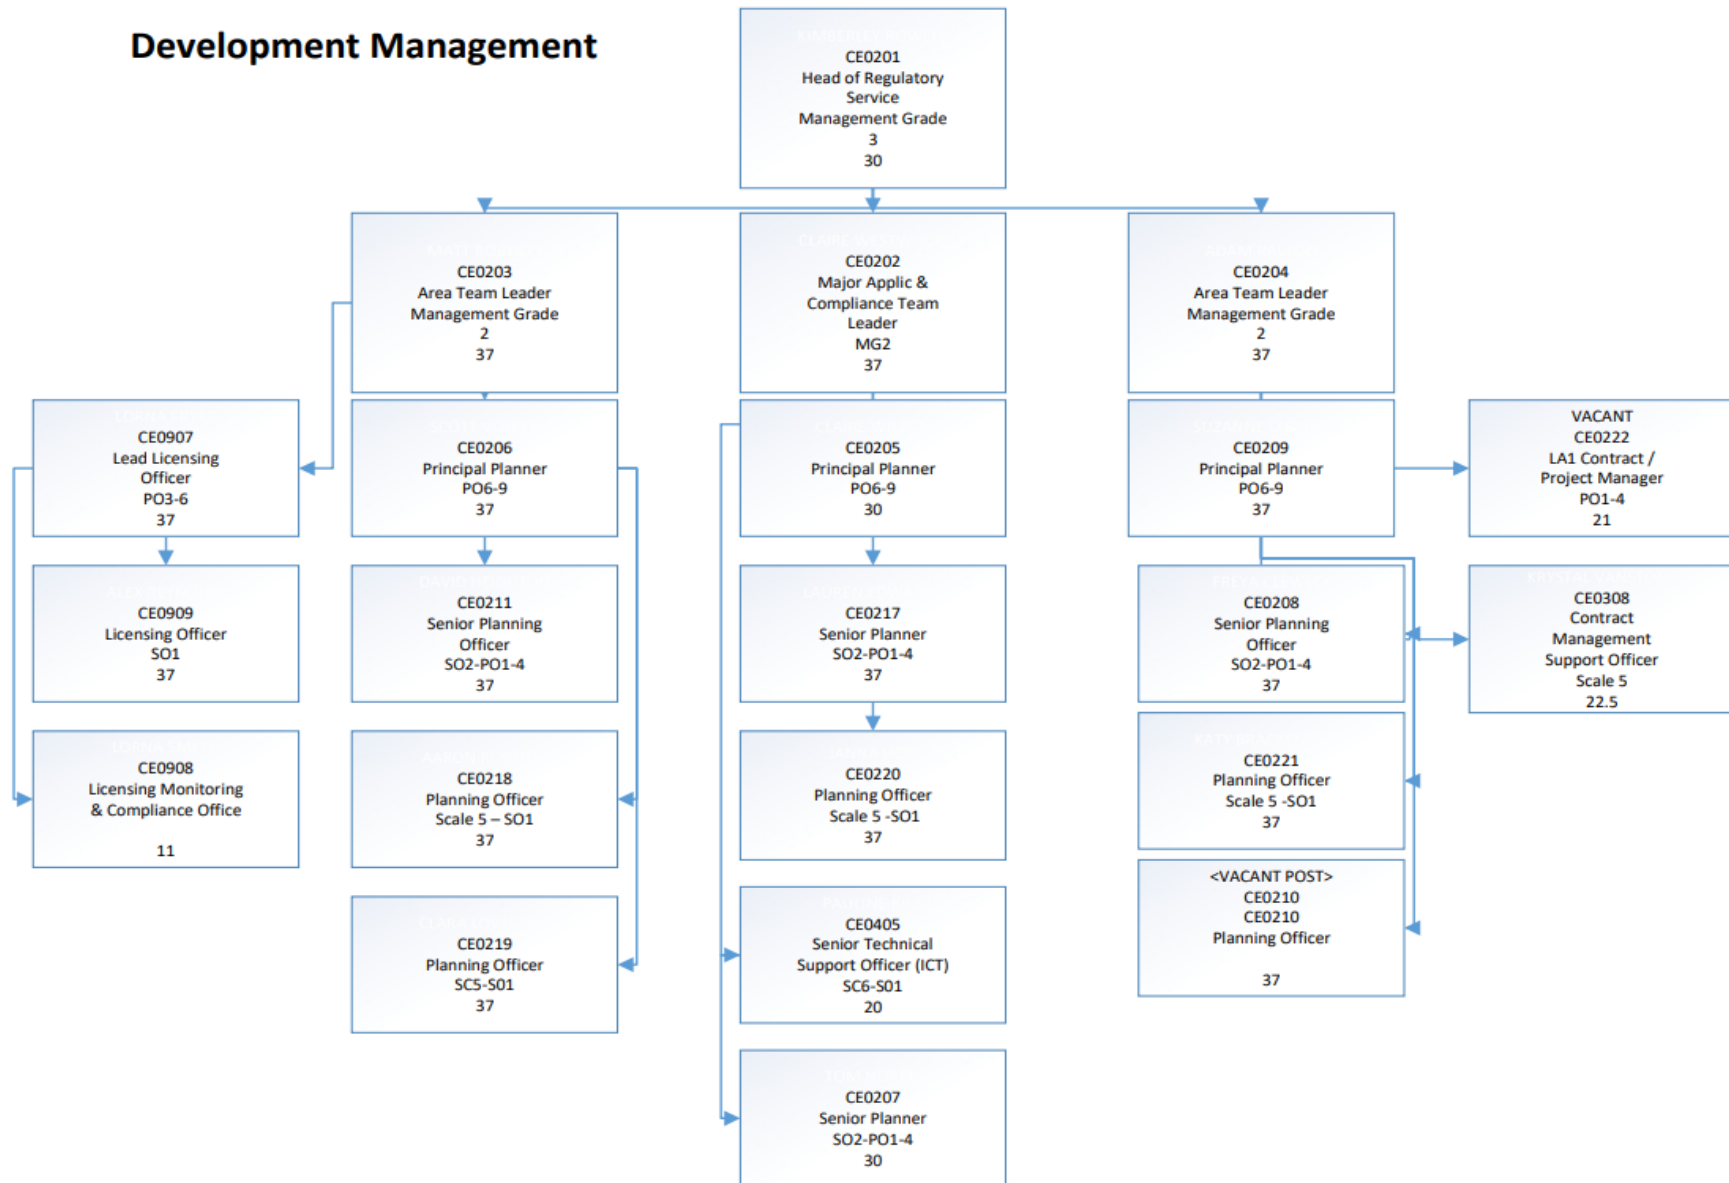 Development Management
CE0201
Head of Regulatory
Service
Management Grade
3
30
CE0203
Area Team Leader
Management Grade
2
37
CE0202
Major Applic &
Compliance Team
Leader
MG2
37
CE0204
Area Team Leader
Management Grade
2
37
CE0907
Lead Licensing
Officer
PO3-6
37
CE0206
Principal Planner
PO6-9
37
CE0205
Principal Planner
PO6-9
30
CE0209
Principal Planner
PO6-9
37
VACANT
CE0222
LA1 Contract /
Project Manager
PO1-4
21
CE0909
Licensing Officer
SO1
37
CE0211
Senior Planning
Officer
SO2-PO1-4
37
CE0217
Senior Planner
SO2-PO1-4
37
CE0208
Senior Planning
Officer
SO2-PO1-4
37
CE0308
Contract
Management
Support Officer
Scale 5
22.5
CE0908
Licensing Monitoring
& Compliance Office
11
CE0218
Planning Officer
Scale 5 – SO1
37
CE0220
Planning Officer
Scale 5 -SO1
37
CE0221
Planning Officer
Scale 5 -SO1
37
CE0219
Planning Officer
SC5-S01
37
CE0405
Senior Technical
Support Officer (ICT)
SC6-S01
20
<VACANT POST>
CE0210
CE0210
Planning Officer
37
CE0207
Senior Planner
SO2-PO1-4
30